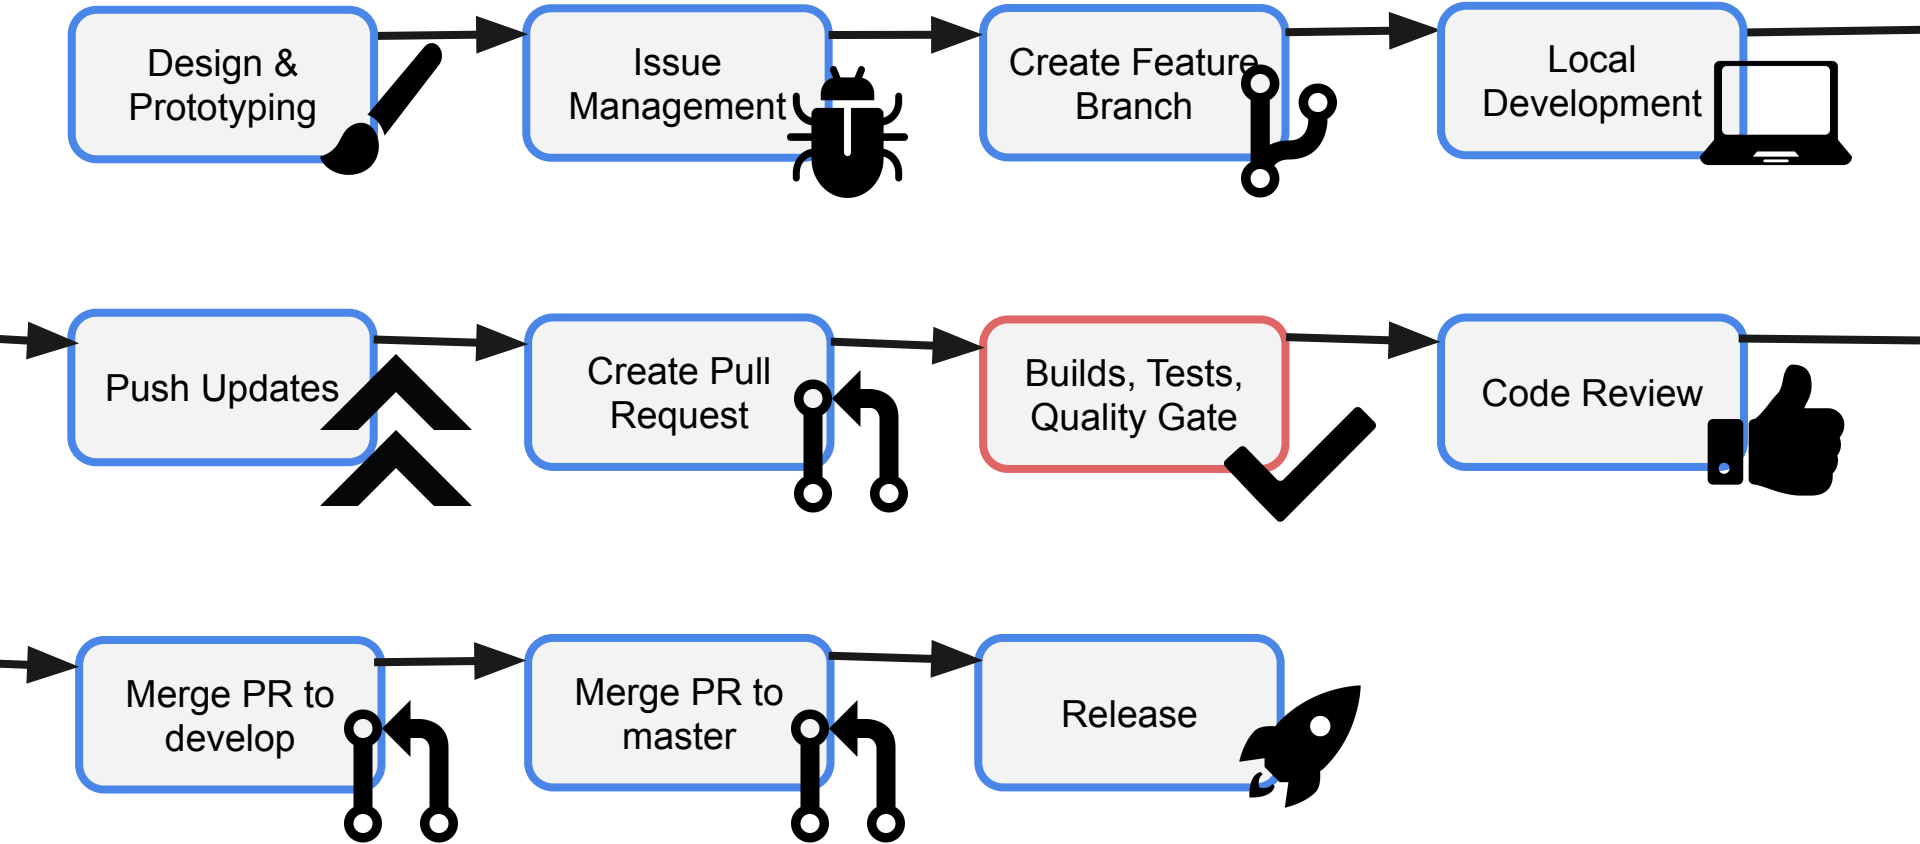 Design &
Prototyping
Issue
Management
Create Feature
Branch
Local
Development
Push Updates
Create Pull
Request
Builds, Tests,
Quality Gate
Code Review
Merge PR to
develop
Merge PR to
master
Release